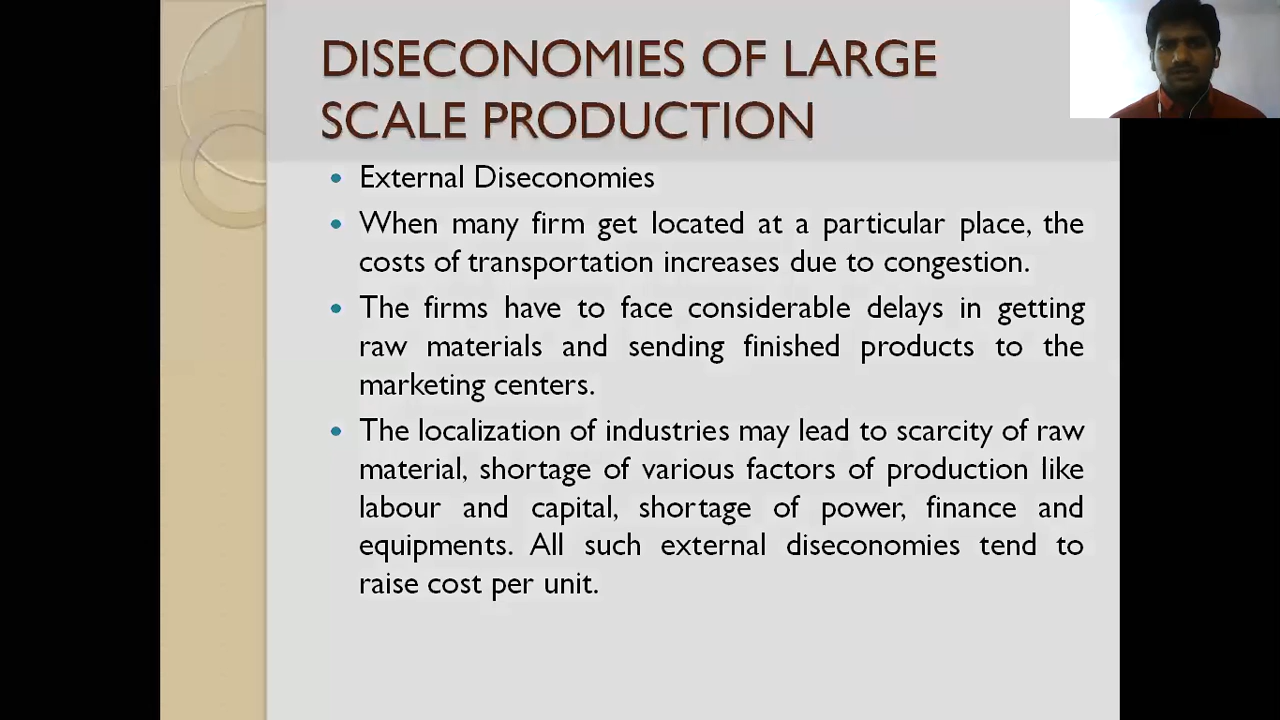 DISECONOMIES OF LARGE
SCALE PRODUCTION
External Diseconomies
When many firm get located at a particular place, the
costs of transportation increases due to congestion.
The firms have to face considerable delays in getting
raw materials and sending finished products to the
marketing centers.
The localization of industries may lead to scarcity of raw
material, shortage of various factors of production like
labour and capital, shortage of power, finance and
equipments. All such external diseconomies tend to
raise cost per unit.